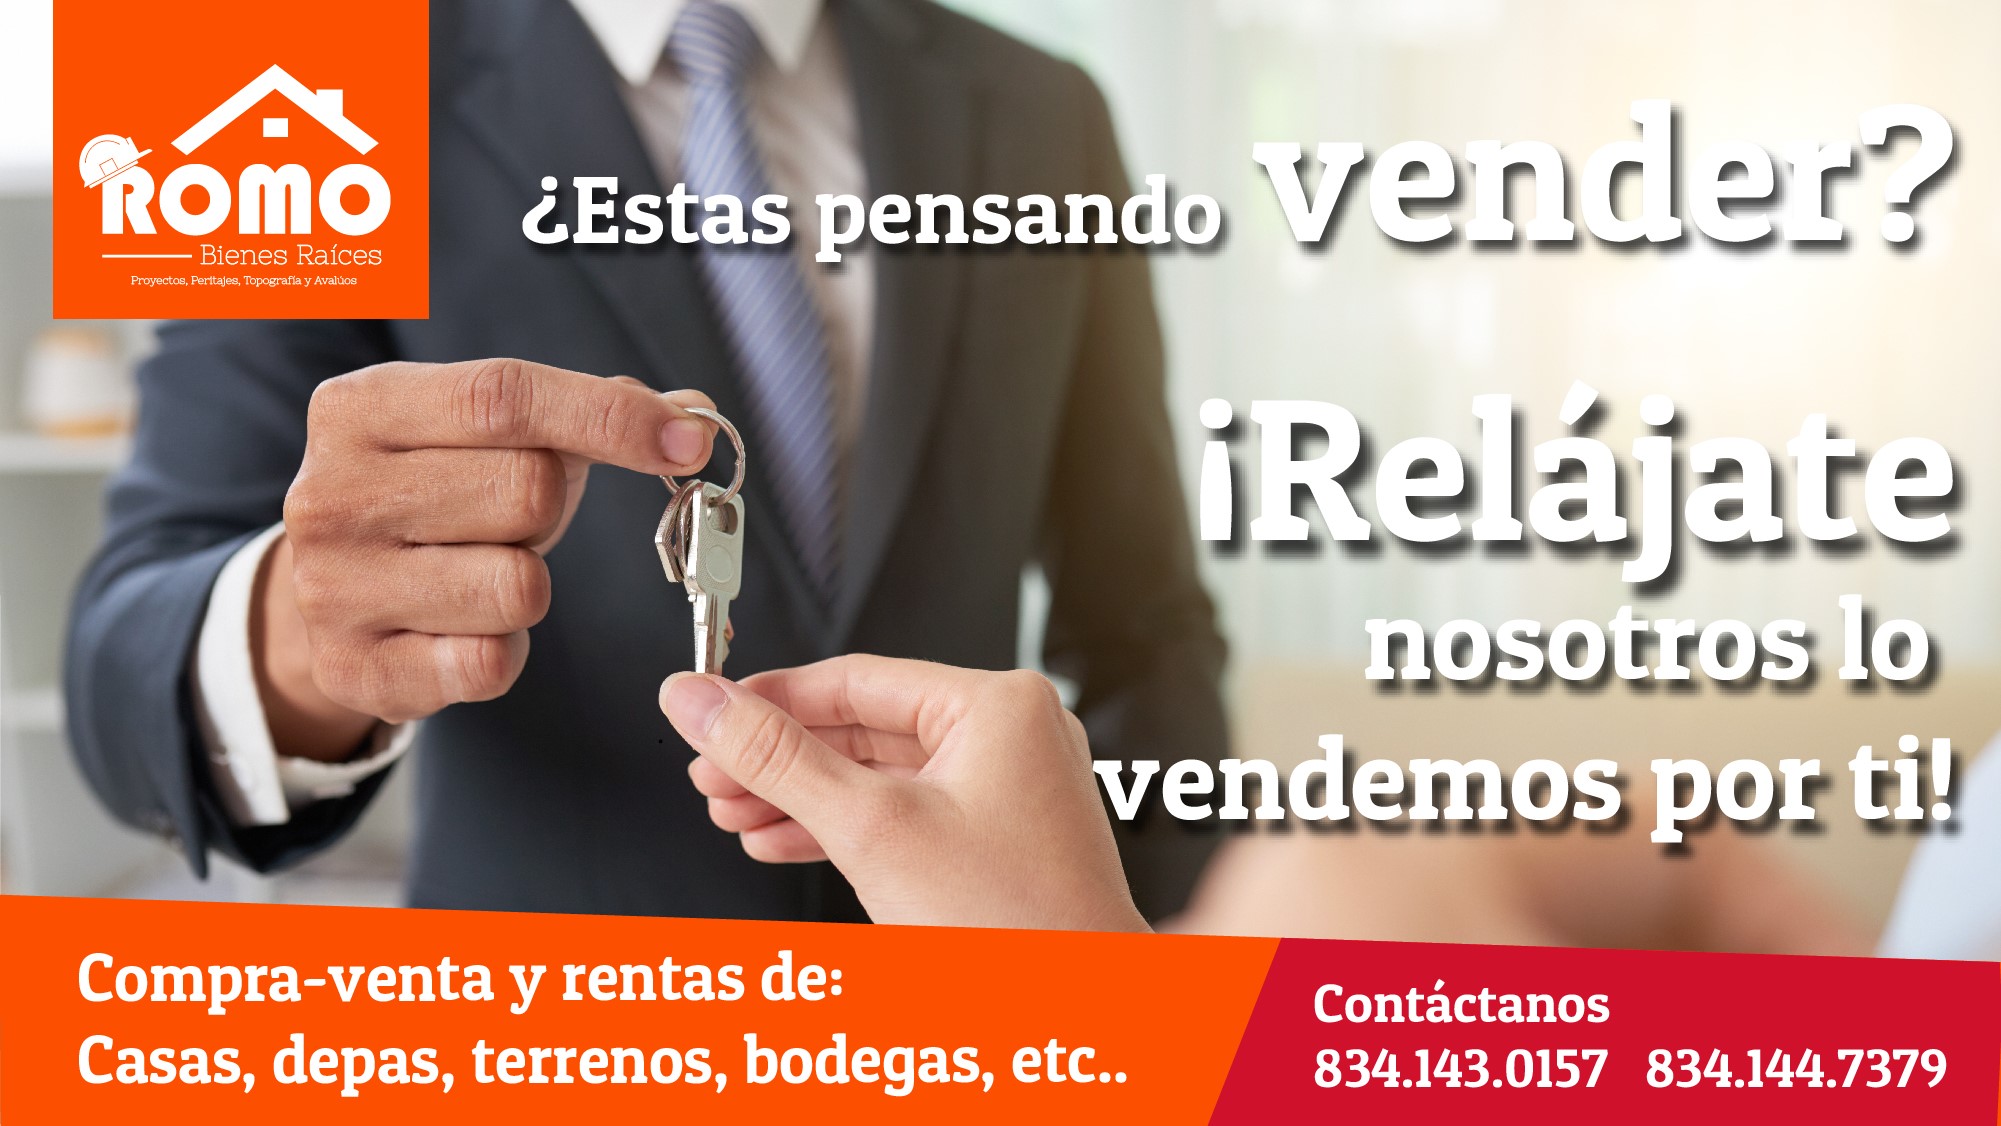 ROMO
Bienes Raíces
Proyectos, Peritajes, Topografía y Avalúos
¿Estas pensando vender?
¡Relájate
nosotros lo
vendemos por ti!
Compra-venta y rentas de:
Casas, depas, terrenos, bodegas, etc..
Contáctanos
834.143.0157 834.144.7379